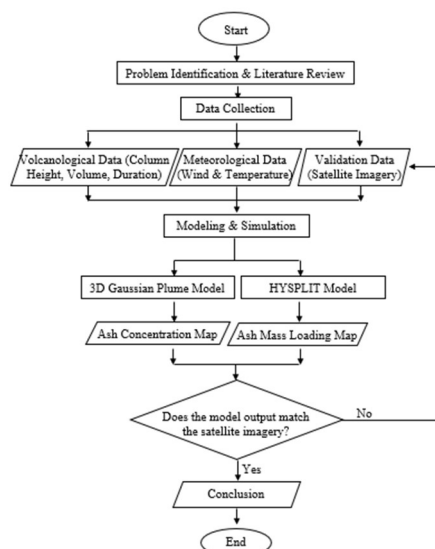 Start
Problem Identification & Literature Review
Data Collection
Volcanological Data (Column
Height, Volume, Duration)
Meteorological Data
(Wind & Temperature)
Validation Data
(Satellite Imagery)
Modeling & Simulation
3D Gaussian Plume Model
HYSPLIT Model
Ash Concentration Map
Ash Mass Loading Map
Does the model output match
the satellite imagery?
No
Yes
Conclusion
End